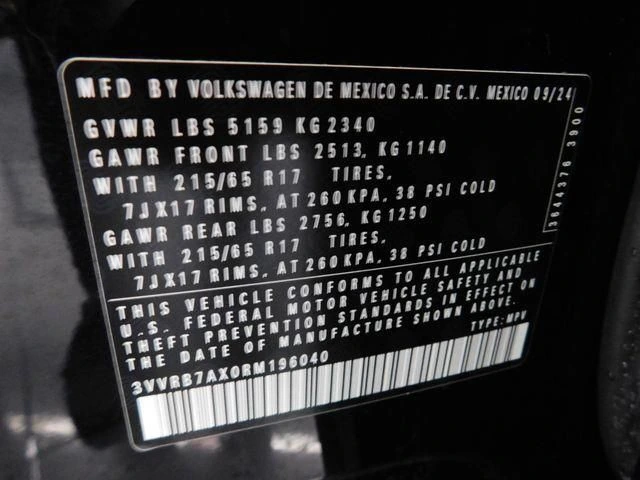 MFD BY VOLKSWAGEN DE MEXICO S.A. DE C.V. MEXICO 09/24
GVWR LBS 5159 KG 2340
GAWR FRONT LBS 2513, KG 1140
WITH 215/65 R17 TIRES,
7JX17 RIMS, AT 260 KPA, 38 PSI COLD
GAWR REAR LBS 2756, KG 1250
WITH 215/65 R17 TIRES,
7JX17 RIMS, AT 260 KPA, 38 PSI COLD
THIS VEHICLE CONFORMS TO ALL APPLICABLE
U.S. FEDERAL MOTOR VEHICLE SAFETY AND
THEFT PREVENTION STANDARDS IN EFFECT ON
THE DATE OF MANUFACTURE SHOWN ABOVE.
TYPE: MPV
3VVRB7AX0RM196040
3644376 3900